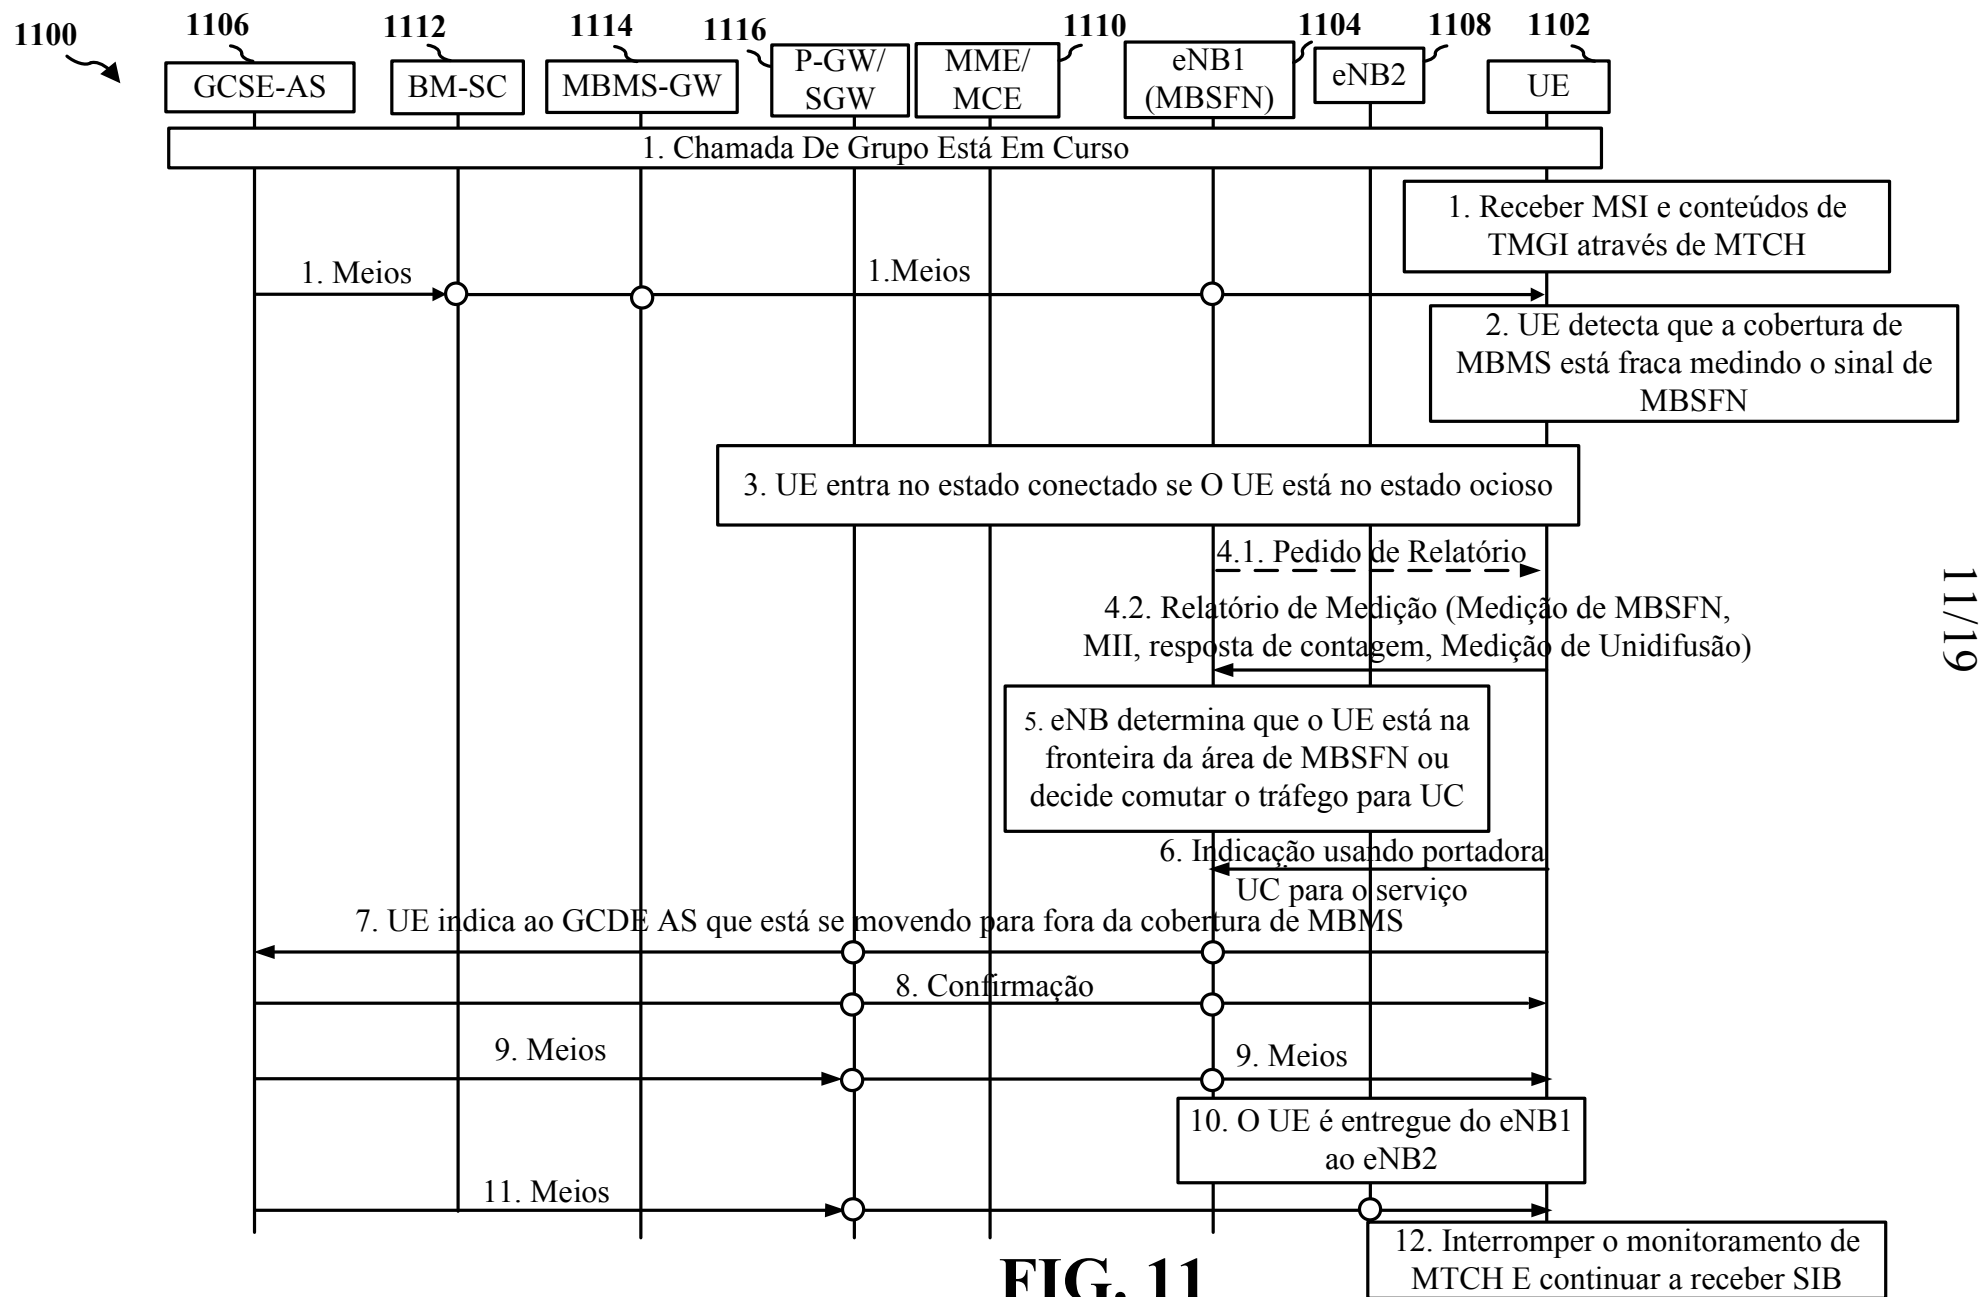 1100
1106
1112
1114
1116
1110
1104
1108
1102
GCSE-AS
BM-SC
MBMS-GW
P-GW/
SGW
MME/
MCE
eNB1
(MBSFN)
eNB2
UE
1. Chamada De Grupo Está Em Curso
1. Receber MSI e conteúdos de
TMGI através de MTCH
1. Meios
1.Meios
2. UE detecta que a cobertura de
MBMS está fraca medindo o sinal de
MBSFN
3. UE entra no estado conectado se O UE está no estado ocioso
4.1. Pedido de Relatório
4.2. Relatório de Medição (Medição de MBSFN,
MII, resposta de contagem, Medição de Unidifusão)
5. eNB determina que o UE está na
fronteira da área de MBSFN ou
decide comutar o tráfego para UC
6. Indicação usando portadora
UC para o serviço
7. UE indica ao GCDE AS que está se movendo para fora da cobertura de MBMS
8. Confirmação
9. Meios
9. Meios
10. O UE é entregue do eNB1
ao eNB2
11. Meios
12. Interromper o monitoramento de
MTCH E continuar a receber SIB
FIG. 11
11/19